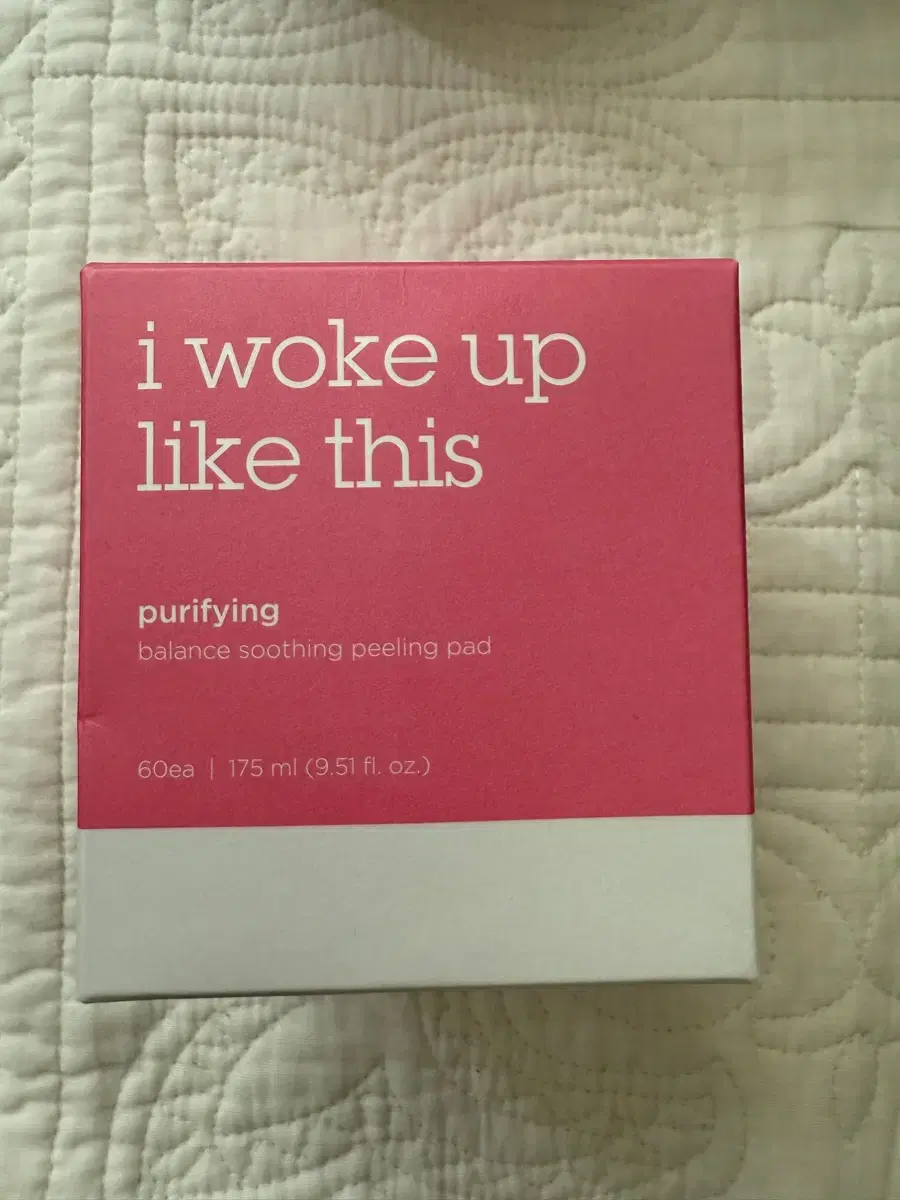 i woke up
like this
purifying
balance soothing peeling pad
60ea | 175 ml (9.51 fl. oz.)